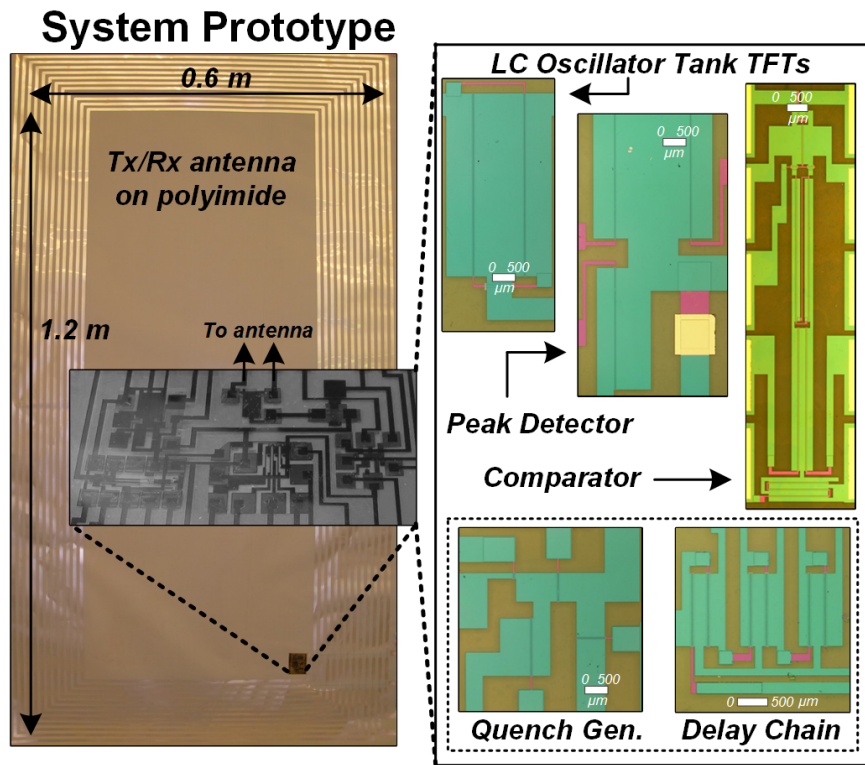 System Prototype
0.6 m
Tx/Rx antenna
on polyimide
1.2 m
To antenna
LC Oscillator Tank TFTs
0 500
µm
0 500
µm
0 500
µm
Peak Detector
Comparator
0 500
µm
0 500 µm
Quench Gen.
Delay Chain